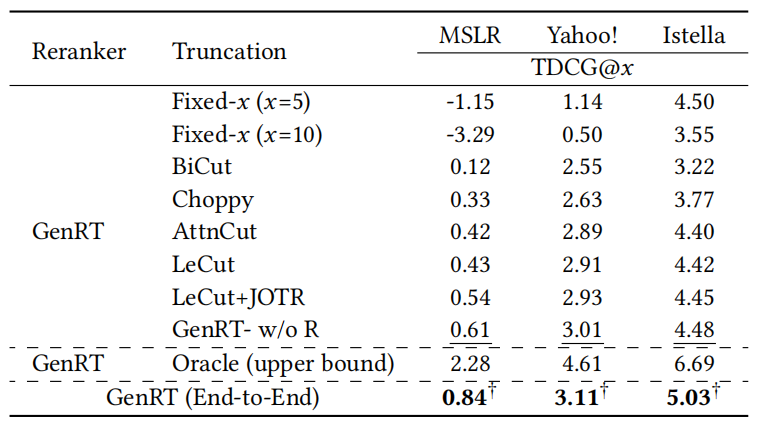 Reranker Truncation MSLR Yahoo! Istella
TDCG@x
Fixed-x (x=5) -1.15 1.14 4.50
Fixed-x (x=10) -3.29 0.50 3.55
BiCut 0.12 2.55 3.22
Choppy 0.33 2.63 3.77
GenRT AttnCut 0.42 2.89 4.40
LeCut 0.43 2.91 4.42
LeCut+JOTR 0.54 2.93 4.45
GenRT- w/o R 0.61 3.01 4.48
GenRT Oracle (upper bound) 2.28 4.61 6.69
GenRT (End-to-End) 0.84† 3.11† 5.03†